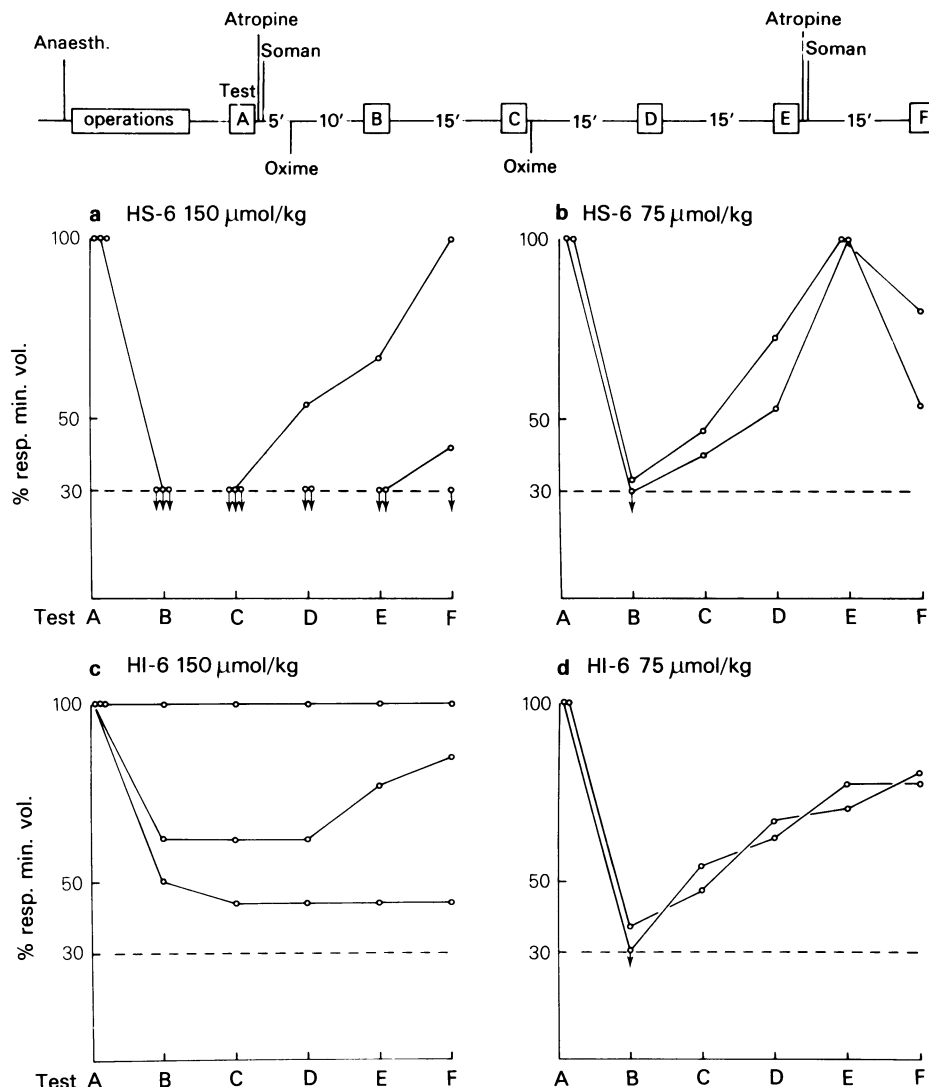 Anaesth.
Atropine
Soman
Atropine
Soman
Test
operations A 5′ 10′ B 15′ C 15′ D 15′ E 15′ F
Oxime
Oxime
a HS-6 150 μmol/kg
% resp. min. vol.
100
50
30
Test A B C D E F
b HS-6 75 μmol/kg
100
50
30
A B C D E F
c HI-6 150 μmol/kg
% resp. min. vol.
100
50
30
Test A B C D E F
d HI-6 75 μmol/kg
100
50
30
A B C D E F